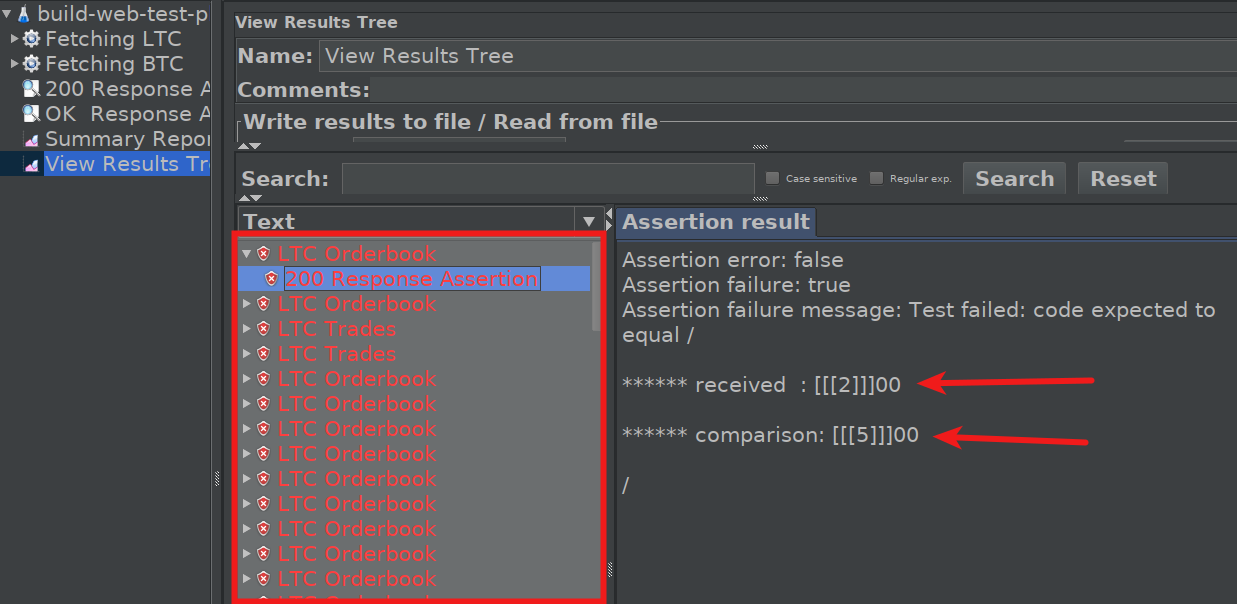 build-web-test-p
Fetching LTC
Fetching BTC
200 Response A
OK  Response A
Summary Repor
View Results Tr
View Results Tree
Name: View Results Tree
Comments:
Write results to file / Read from file
Search:
Case sensitive
Regular exp.
Search
Reset
Text
LTC Orderbook
200 Response Assertion
LTC Orderbook
LTC Trades
LTC Trades
LTC Orderbook
LTC Orderbook
LTC Orderbook
LTC Orderbook
LTC Orderbook
LTC Orderbook
LTC Orderbook
LTC Orderbook
LTC Orderbook
Assertion result
Assertion error: false
Assertion failure: true
Assertion failure message: Test failed: code expected to
equal /
****** received  : [[[2]]]00
****** comparison: [[[5]]]00
/